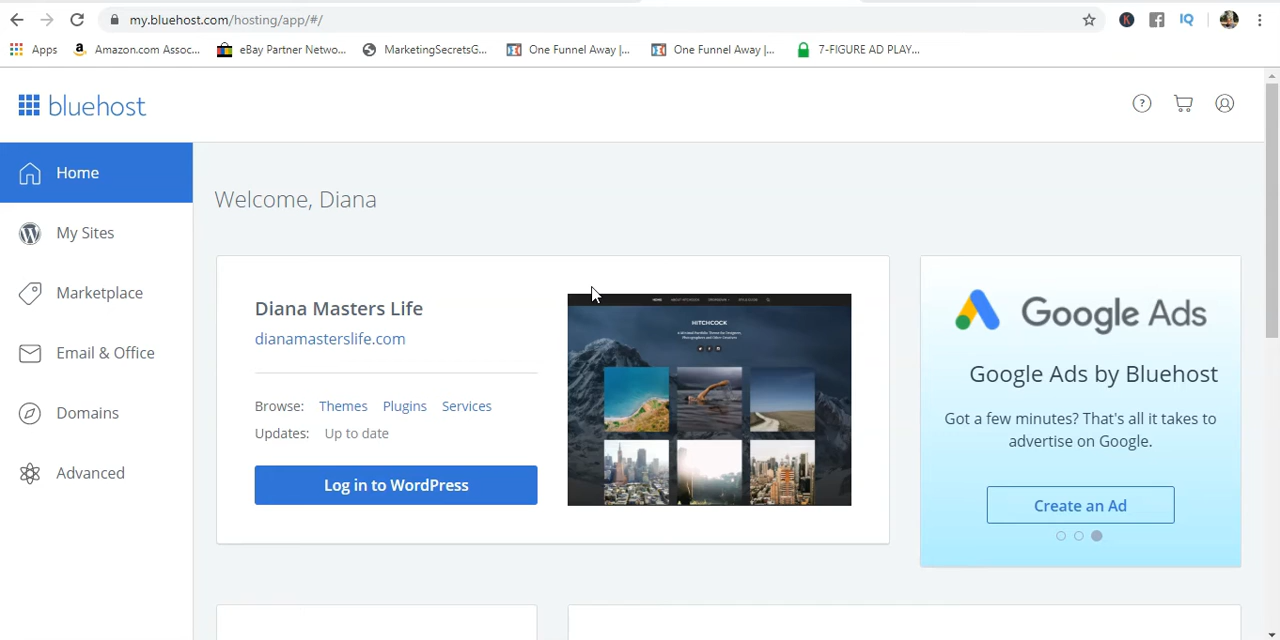 my.bluehost.com/hosting/app/#/
K
IQ
Apps
Amazon.com Assoc...
eBay Partner Netwo...
MarketingSecretsG...
One Funnel Away |...
One Funnel Away |...
7-FIGURE AD PLAY...
bluehost
?
Home
My Sites
Marketplace
Email & Office
Domains
Advanced
Welcome, Diana
Diana Masters Life
dianamasterslife.com
Browse: Themes Plugins Services
Updates: Up to date
Log in to WordPress
HITCHCOCK
Google Ads
Google Ads by Bluehost
Got a few minutes? That's all it takes to
advertise on Google.
Create an Ad